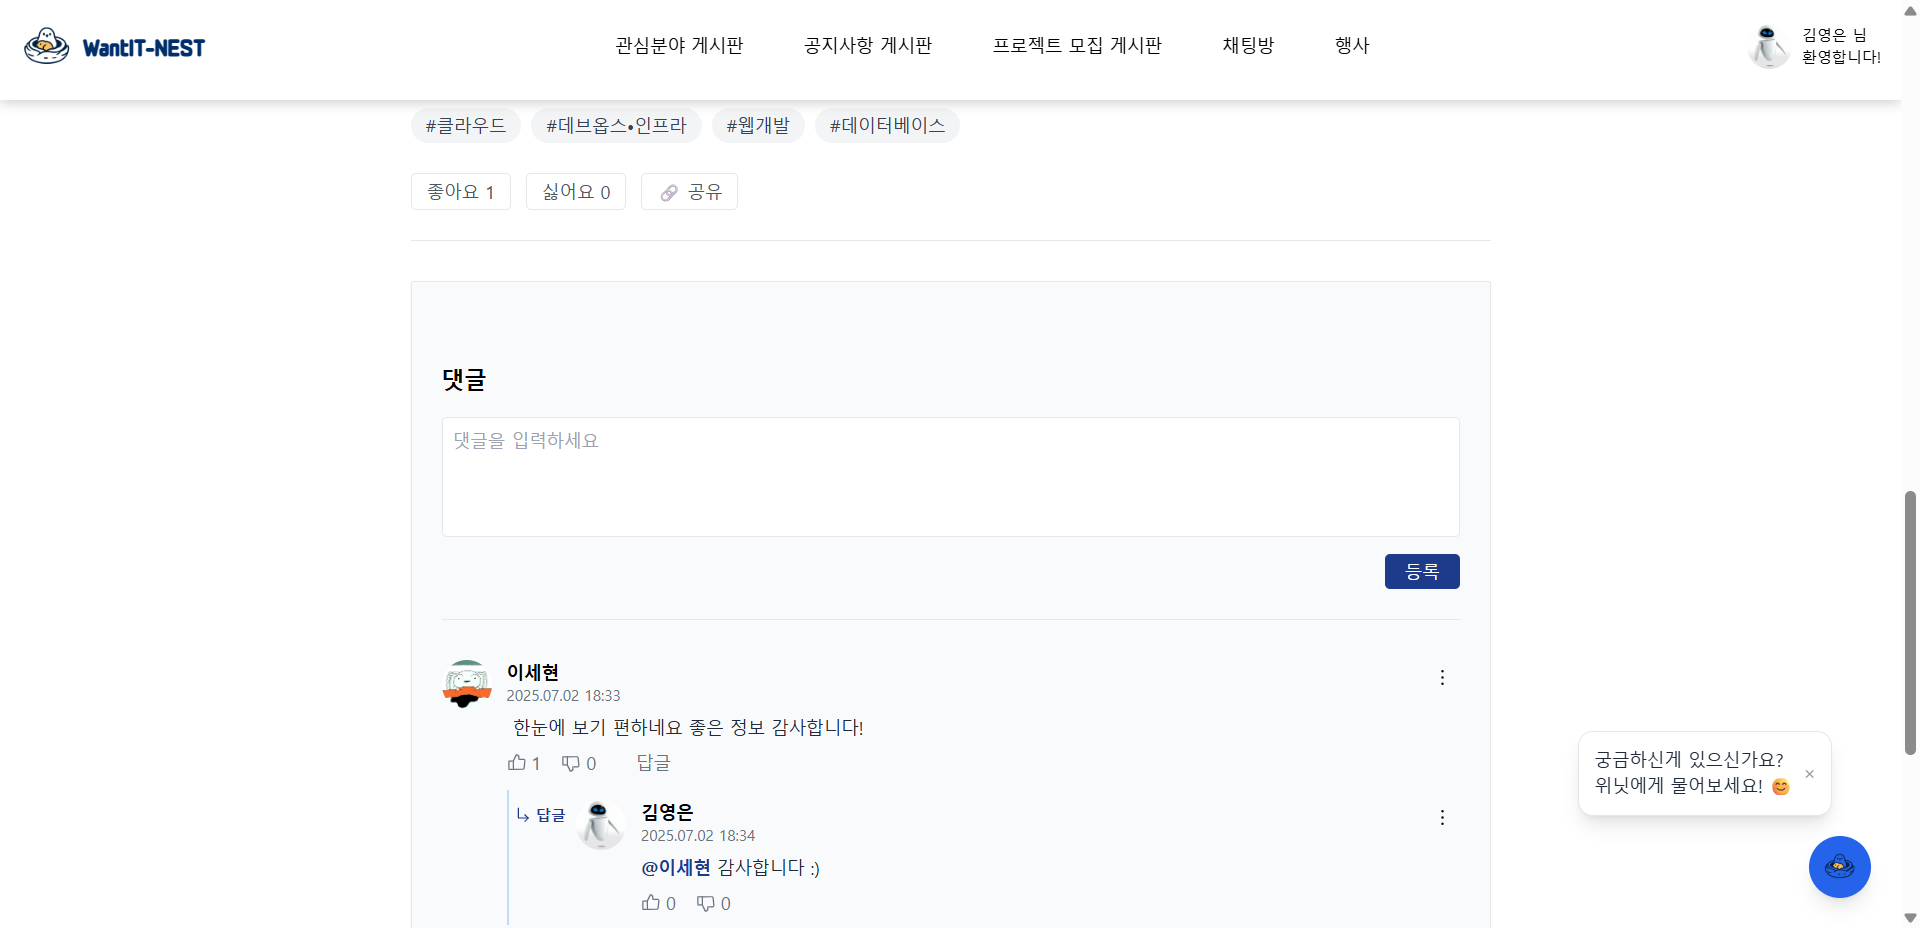 WantIT-NEST
관심분야 게시판
공지사항 게시판
프로젝트 모집 게시판
채팅방
행사
김영은 님
환영합니다!
#클라우드
#데브옵스•인프라
#웹개발
#데이터베이스
좋아요 1
싫어요 0
공유
댓글
댓글을 입력하세요
등록
이세현
2025.07.02 18:33
한눈에 보기 편하네요 좋은 정보 감사합니다!
1
0
답글
↳ 답글
김영은
2025.07.02 18:34
@이세현 감사합니다 :)
0
0
궁금하신게 있으신가요?
위닛에게 물어보세요! 😊
×